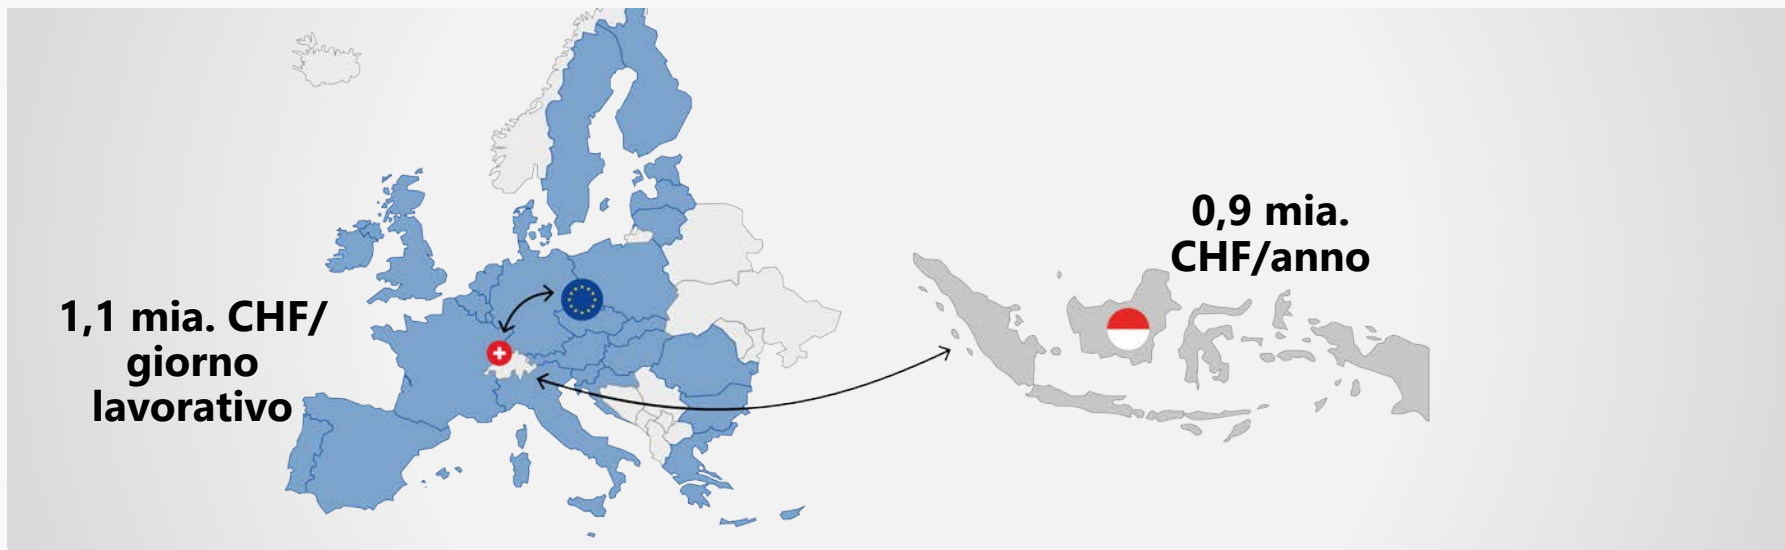 1,1 mia. CHF/
giorno
lavorativo
0,9 mia.
CHF/anno